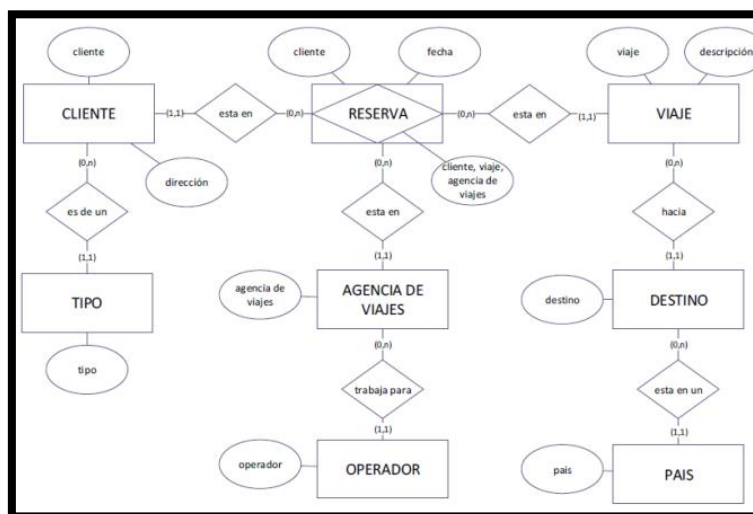 cliente
cliente
fecha
viaje
descripción
CLIENTE
(1,1)
esta en
(0,n)
RESERVA
(0,n)
esta en
(1,1)
VIAJE
(0,n)
dirección
(0,n)
cliente, viaje,
agencia de
viajes
(0,n)
es de un
esta en
hacia
(1,1)
(1,1)
(1,1)
TIPO
agencia de
viajes
AGENCIA DE
VIAJES
destino
DESTINO
tipo
(0,n)
(0,n)
trabaja para
esta en un
(1,1)
(1,1)
operador
OPERADOR
pais
PAIS